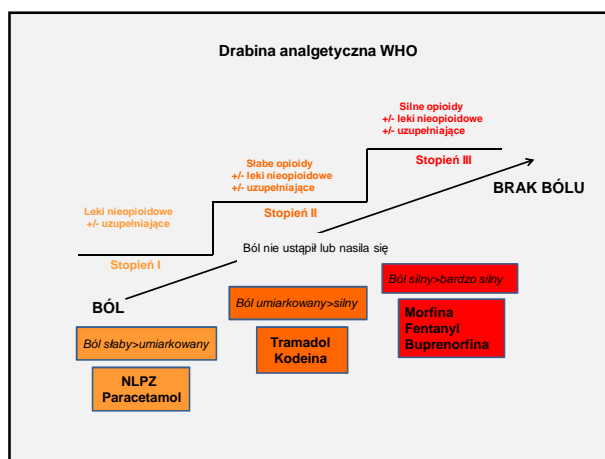 Drabina analgetyczna WHO
Silne opioidy
+/- leki nieopioidowe
+/- uzupełniające
Stopień III
Słabe opioidy
+/- leki nieopioidowe
+/- uzupełniające
Stopień II
BRAK BÓLU
Leki nieopioidowe
+/- uzupełniające
Stopień I
Ból nie ustąpił lub nasila się
BÓL
Ból słaby>umiarkowany
Ból umiarkowany>silny
Ból silny>bardzo silny
NLPZ
Paracetamol
Tramadol
Kodeina
Morfina
Fentanyl
Buprenorfina